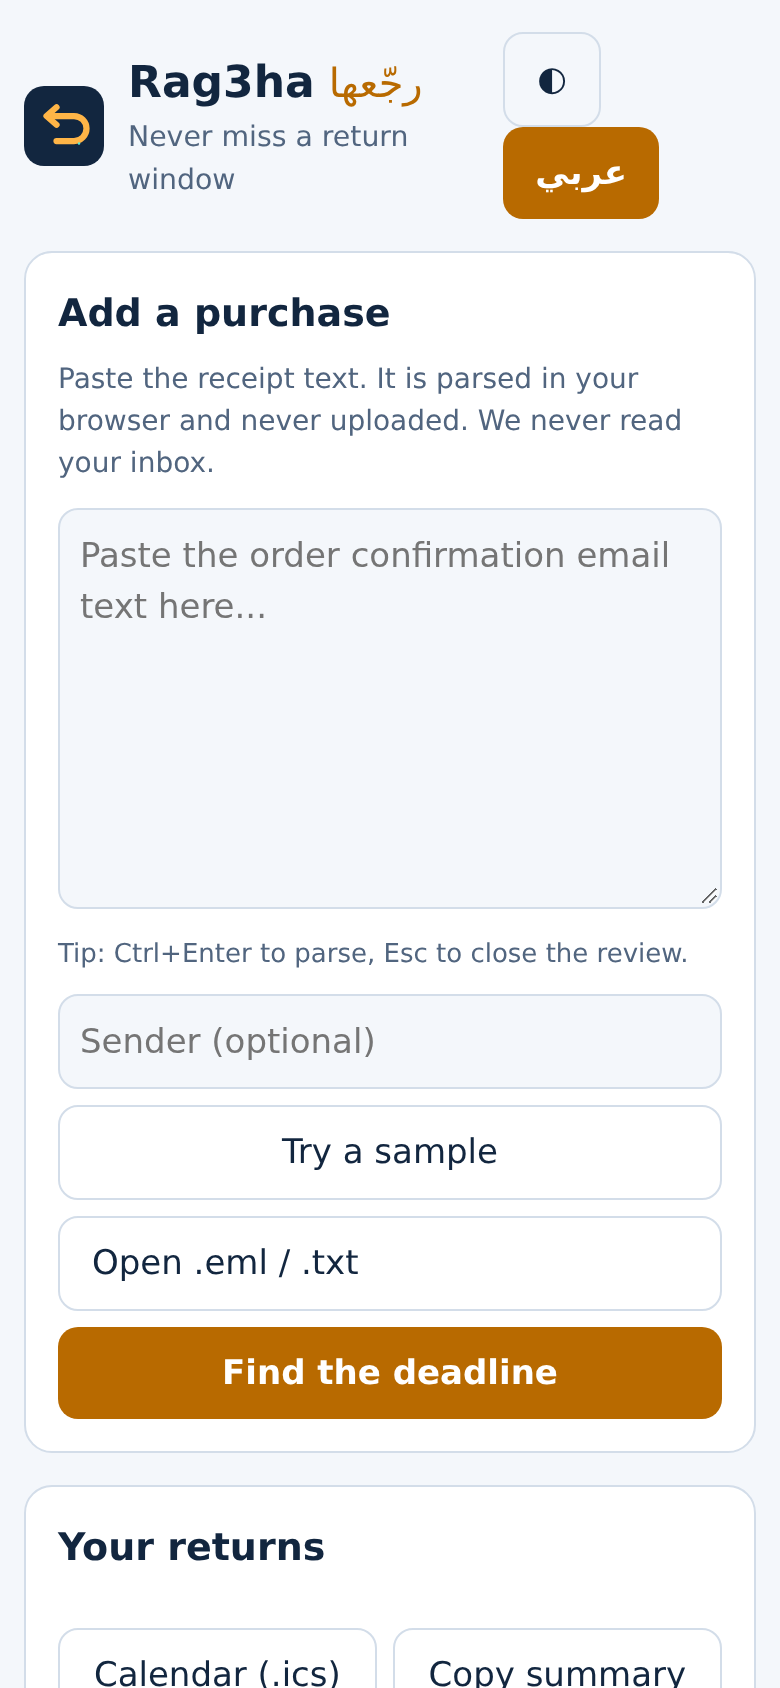 Rag3ha رجّعها
Never miss a return
window
عربي
Add a purchase
Paste the receipt text. It is parsed in your
browser and never uploaded. We never read
your inbox.
Paste the order confirmation email
text here...
Tip: Ctrl+Enter to parse, Esc to close the review.
Sender (optional)
Try a sample
Open .eml / .txt
Find the deadline
Your returns
Calendar (.ics)
Copy summary